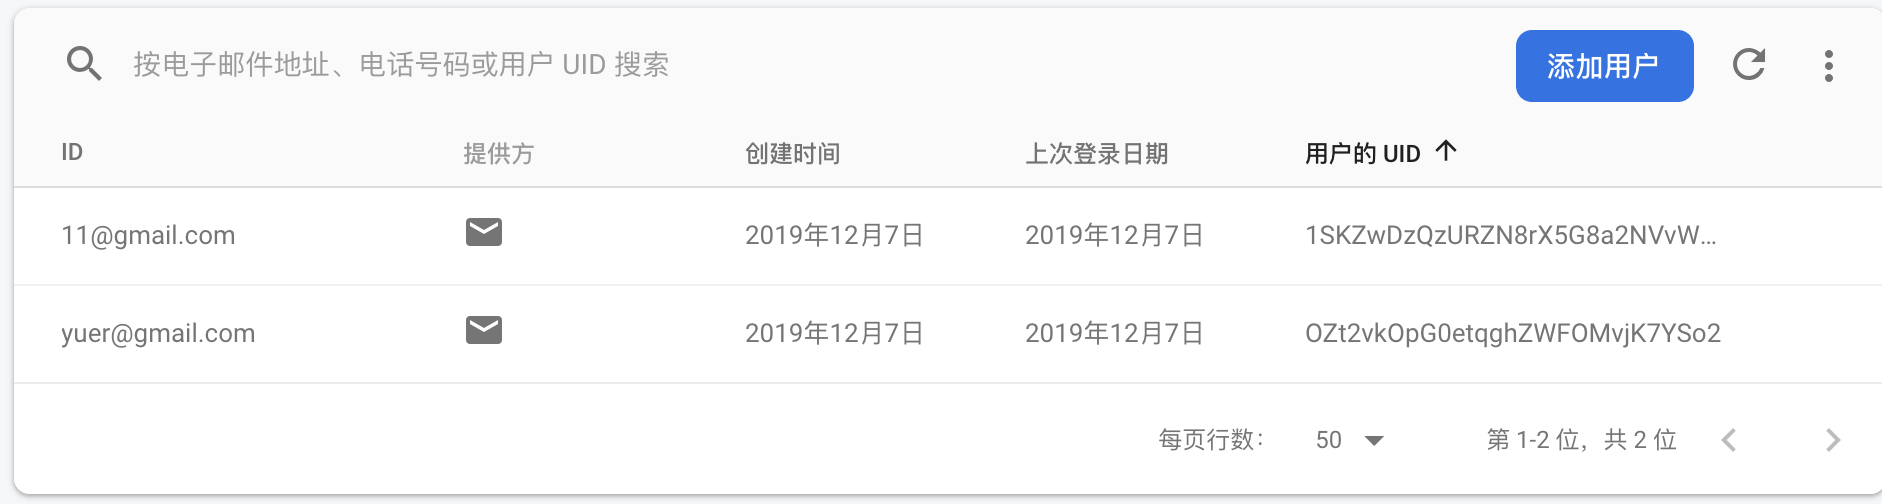 按电子邮件地址、电话号码或用户 UID 搜索 添加用户
ID 提供方 创建时间 上次登录日期 用户的 UID
11@gmail.com 2019年12月7日 2019年12月7日 1SKZwDzQzURZN8rX5G8a2NVvW...
yuer@gmail.com 2019年12月7日 2019年12月7日 OZt2vkOpG0etqghZWFOMvjK7YSo2
每页行数： 50 第 1-2 位，共 2 位